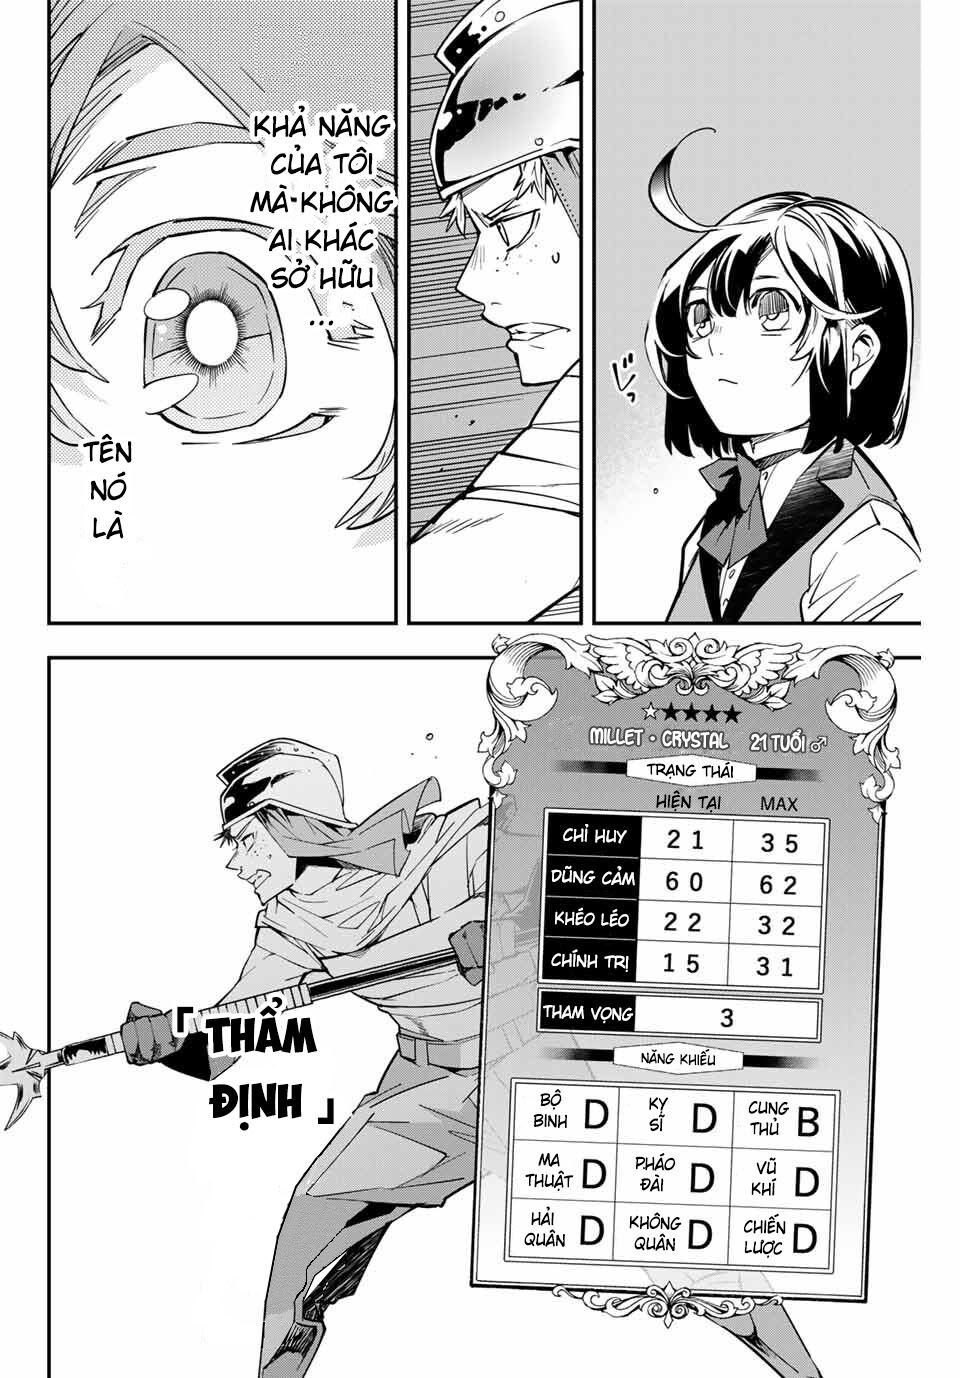 KHẢ NĂNG
CỦA TÔI
MÀ KHÔNG
AI KHÁC
SỞ HỮU
...
TÊN
NÓ
LÀ
じっ
「THẨM
ĐỊNH」
★★★★★
MILLET · CRYSTAL 21 TUỔI ♂
TRẠNG THÁI
HIỆN TẠI MAX
CHỈ HUY 21 35
DŨNG CẢM 60 62
KHÉO LÉO 22 32
CHÍNH TRỊ 15 31
THAM VỌNG 3
NĂNG KHIẾU
BỘ
BINH D
KỴ
SĨ D
CUNG
THỦ B
MA
THUẬT D
PHÁO
ĐÀI D
VŨ
KHÍ D
HẢI
QUÂN D
KHÔNG
QUÂN D
CHIẾN
LƯỢC D